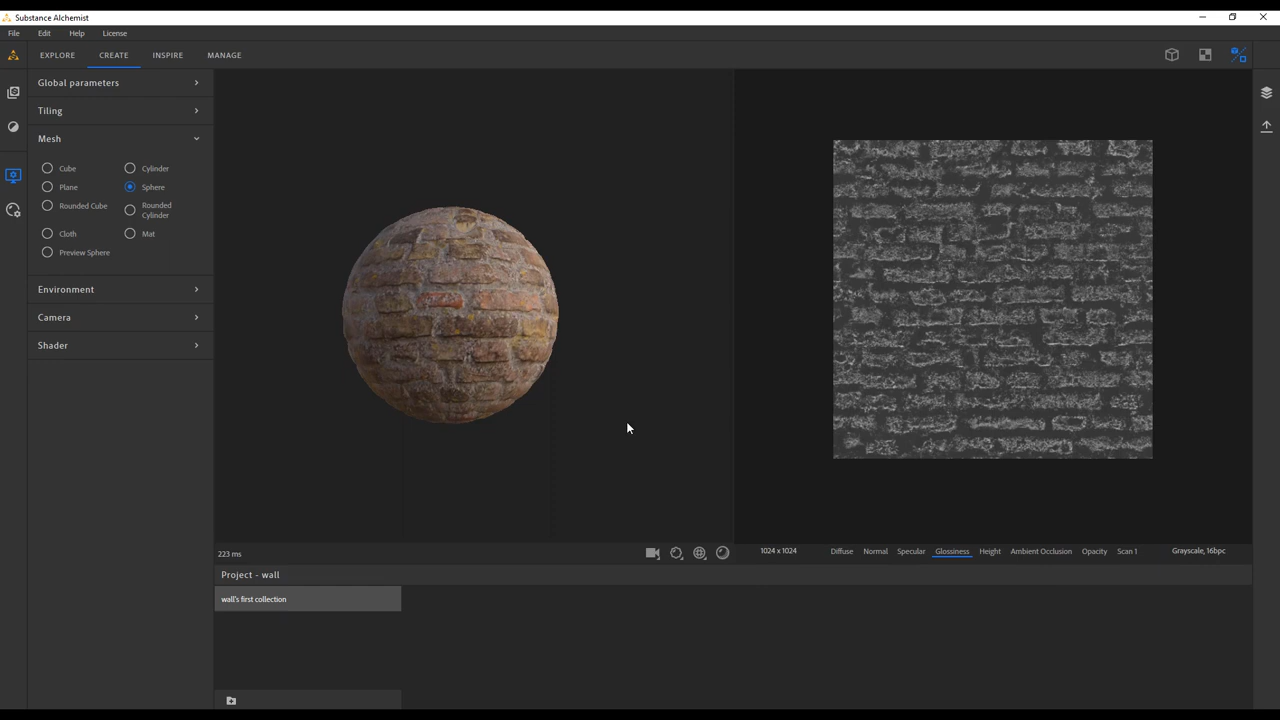 Substance Alchemist
File Edit Help License
EXPLORE CREATE INSPIRE MANAGE
Global parameters
Tiling
Mesh
Cube Cylinder
Plane Sphere
Rounded Cube Rounded
Cylinder
Cloth Mat
Preview Sphere
Environment
Camera
Shader
223 ms
1024 x 1024 Diffuse Normal Specular Glossiness Height Ambient Occlusion Opacity Scan 1 Grayscale, 16bpc
Project - wall
wall's first collection